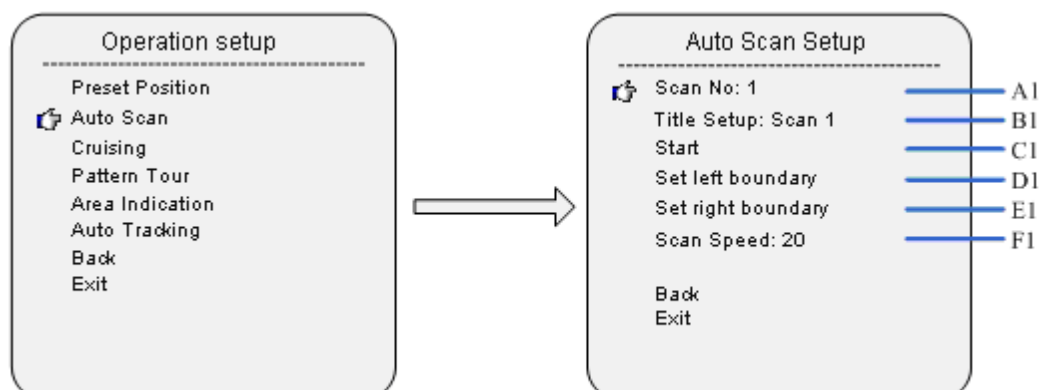 Operation setup
Preset Position
Auto Scan
Cruising
Pattern Tour
Area Indication
Auto Tracking
Back
Exit
Auto Scan Setup
Scan No: 1
Title Setup: Scan 1
Start
Set left boundary
Set right boundary
Scan Speed: 20
Back
Exit
A1
B1
C1
D1
E1
F1